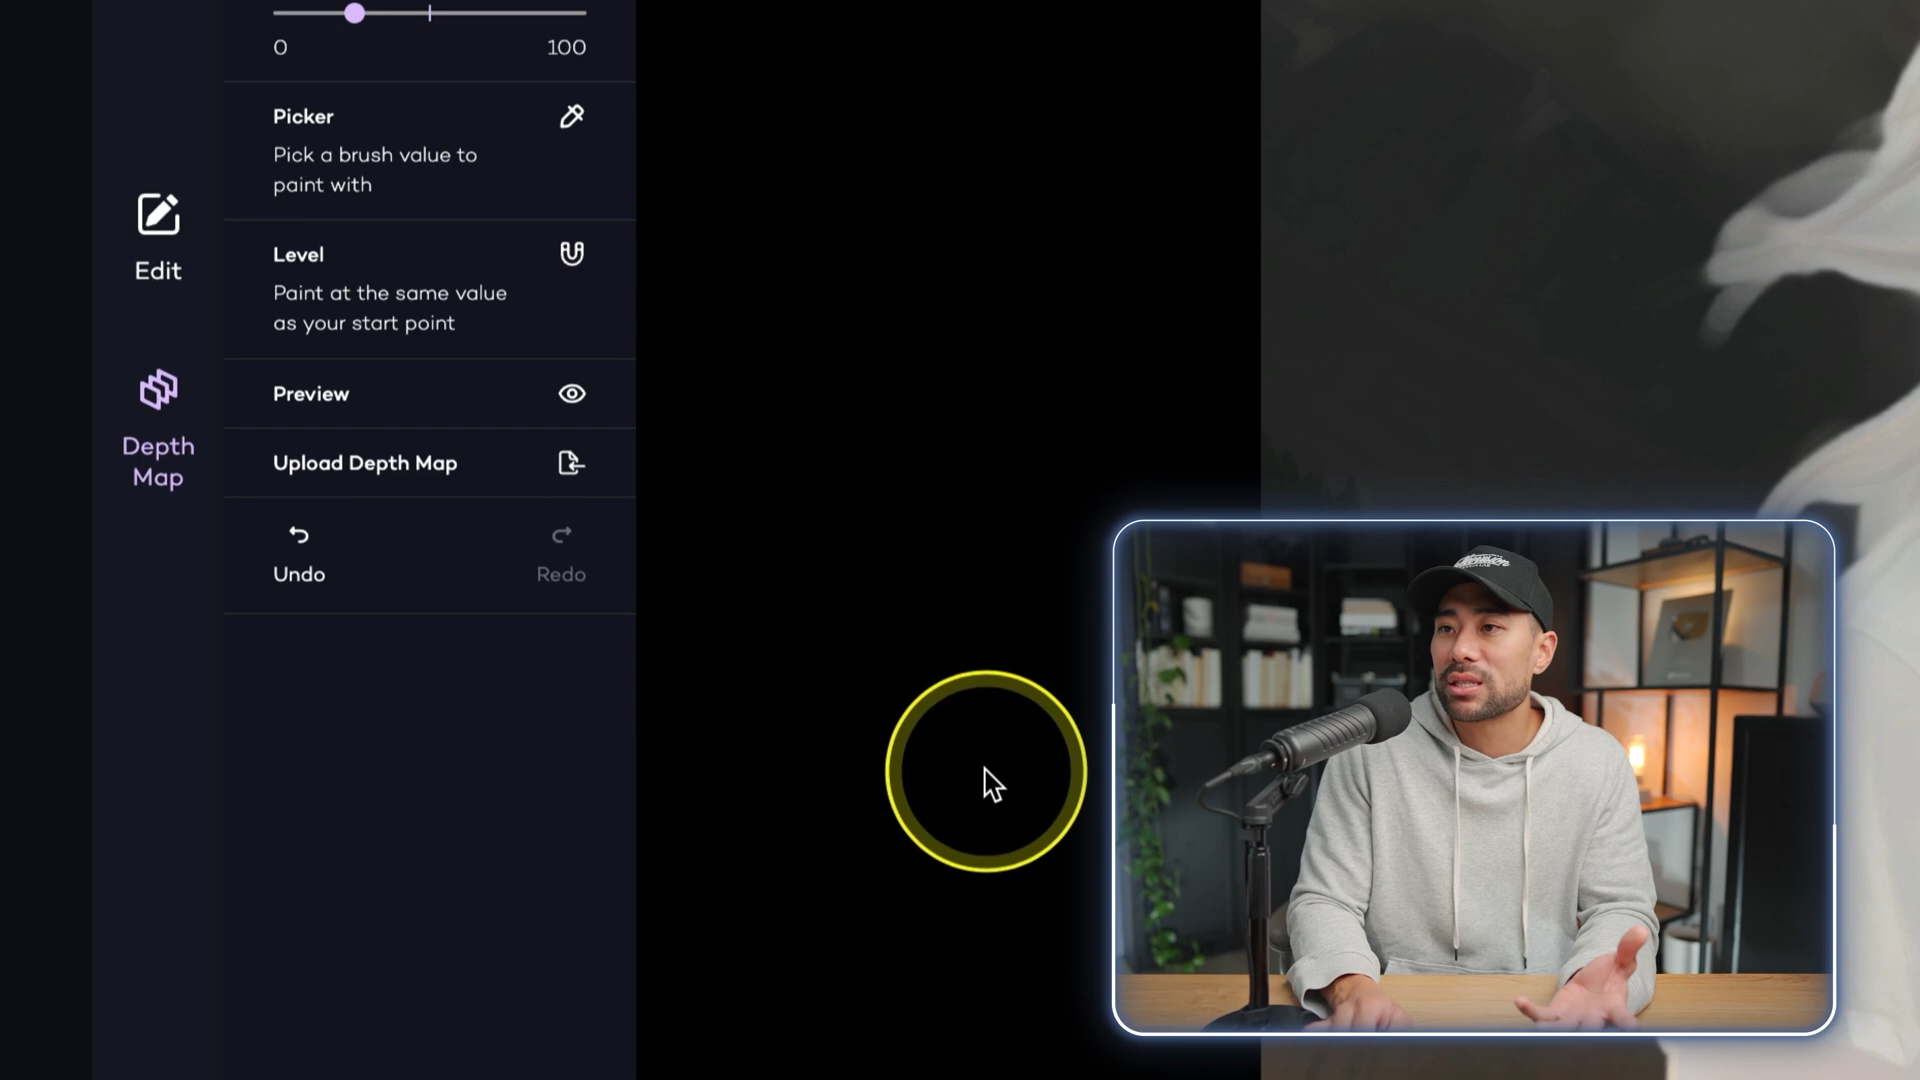 0 100
Picker
Pick a brush value to
paint with
Edit
Level
Paint at the same value
as your start point
Preview
Depth
Map
Upload Depth Map
Undo Redo